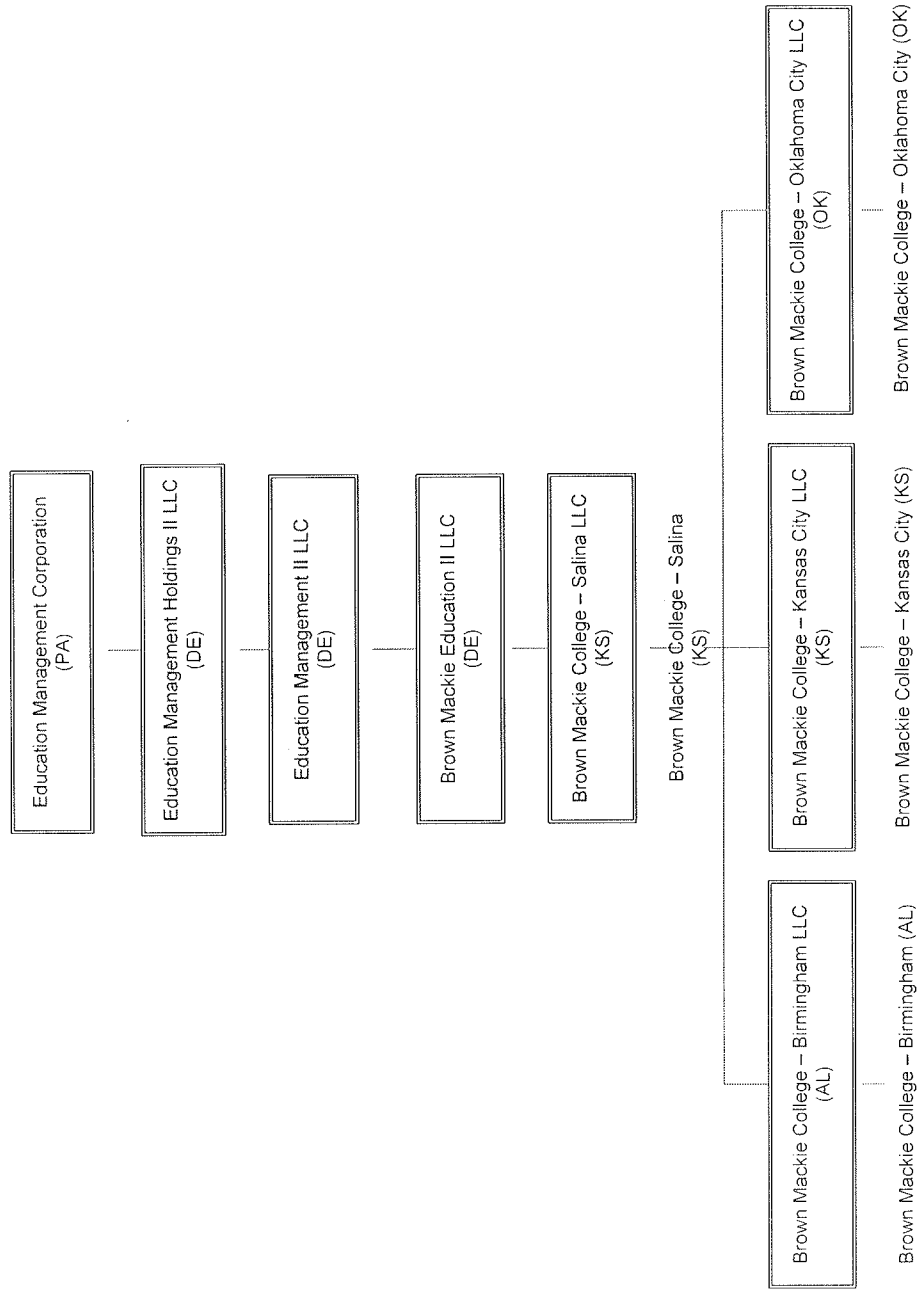 Education Management Corporation
(PA)
Education Management Holdings II LLC
(DE)
Education Management II LLC
(DE)
Brown Mackie Education II LLC
(DE)
Brown Mackie College – Salina LLC
(KS)
Brown Mackie College – Salina
(KS)
Brown Mackie College – Birmingham LLC
(AL)
Brown Mackie College – Birmingham (AL)
Brown Mackie College – Kansas City LLC
(KS)
Brown Mackie College – Kansas City (KS)
Brown Mackie College – Oklahoma City LLC
(OK)
Brown Mackie College – Oklahoma City (OK)